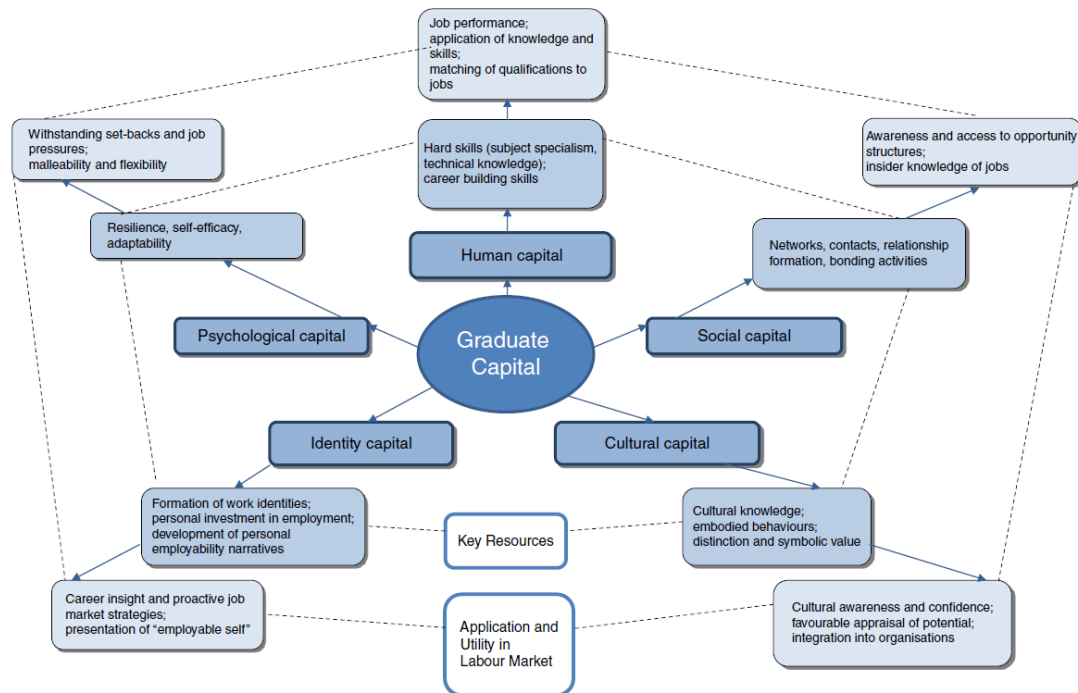 Job performance;
application of knowledge and
skills;
matching of qualifications to
jobs
Withstanding set-backs and job
pressures;
malleability and flexibility
Hard skills (subject specialism,
technical knowledge);
career building skills
Awareness and access to opportunity
structures;
insider knowledge of jobs
Resilience, self-efficacy,
adaptability
Human capital
Networks, contacts, relationship
formation, bonding activities
Psychological capital
Graduate
Capital
Social capital
Identity capital
Cultural capital
Formation of work identities;
personal investment in employment;
development of personal
employability narratives
Key Resources
Cultural knowledge;
embodied behaviours;
distinction and symbolic value
Career insight and proactive job
market strategies;
presentation of “employable self”
Application and
Utility in
Labour Market
Cultural awareness and confidence;
favourable appraisal of potential;
integration into organisations